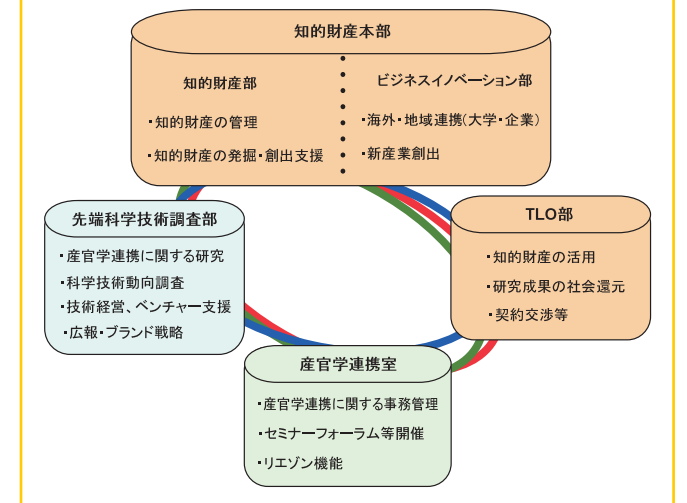 知的財産本部
知的財産部
・知的財産の管理
・知的財産の発掘・創出支援
ビジネスイノベーション部
・海外・地域連携(大学・企業)
・新産業創出
先端科学技術調査部
・産官学連携に関する研究
・科学技術動向調査
・技術経営、ベンチャー支援
・広報・ブランド戦略
TLO部
・知的財産の活用
・研究成果の社会還元
・契約交渉等
産官学連携室
・産官学連携に関する事務管理
・セミナーフォーラム等開催
・リエゾン機能